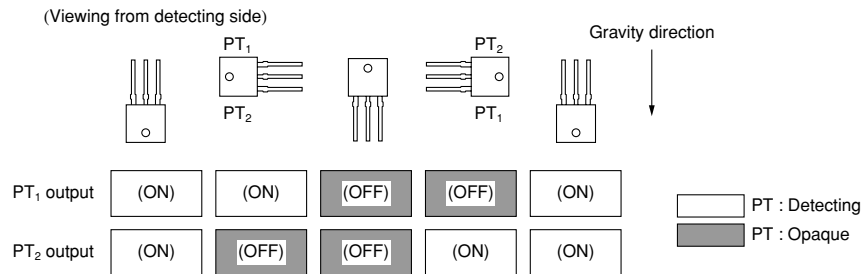 (Viewing from detecting side)
PT₁ PT₂ Gravity direction
PT₂ PT₁
PT₁ output (ON) (ON) (OFF) (OFF) (ON)
PT : Detecting
PT₂ output (ON) (OFF) (OFF) (ON) (ON)
PT : Opaque